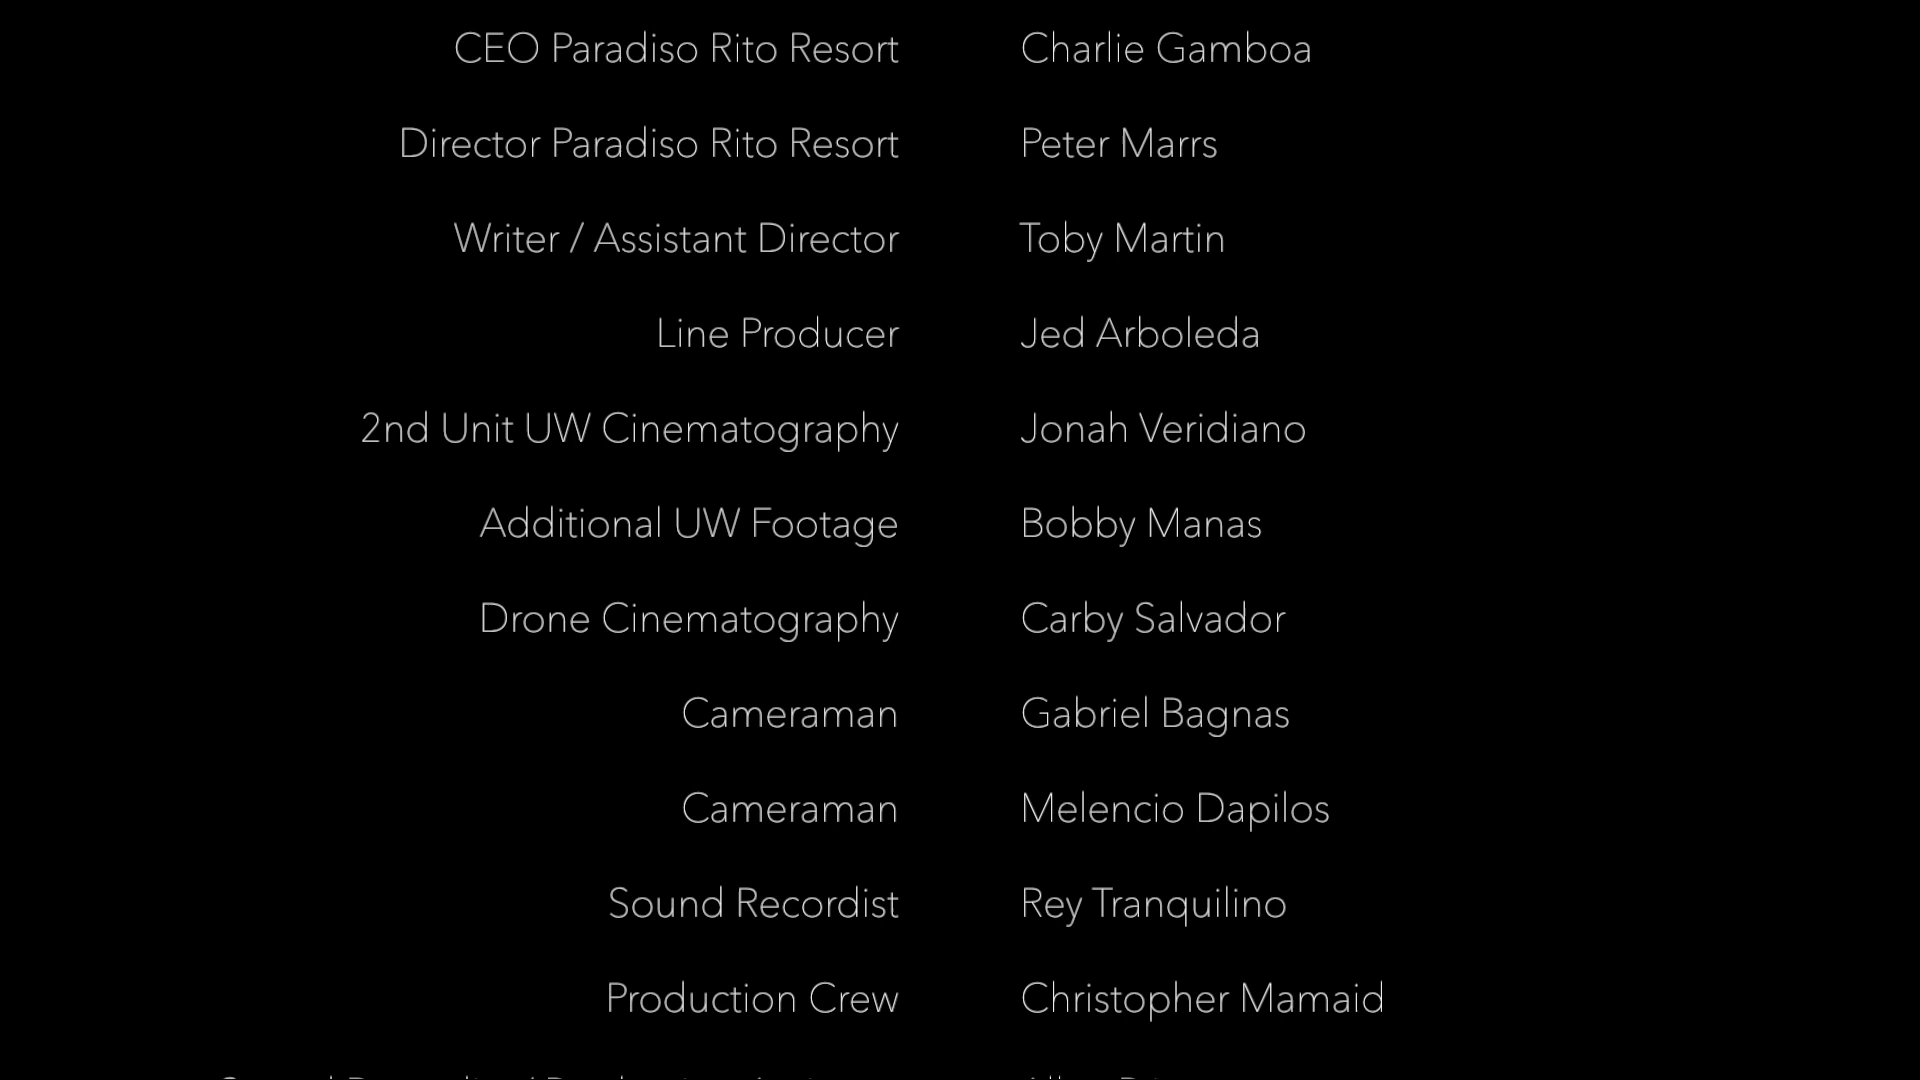 CEO Paradiso Rito Resort Charlie Gamboa
Director Paradiso Rito Resort Peter Marrs
Writer / Assistant Director Toby Martin
Line Producer Jed Arboleda
2nd Unit UW Cinematography Jonah Veridiano
Additional UW Footage Bobby Manas
Drone Cinematography Carby Salvador
Cameraman Gabriel Bagnas
Cameraman Melencio Dapilos
Sound Recordist Rey Tranquilino
Production Crew Christopher Mamaid